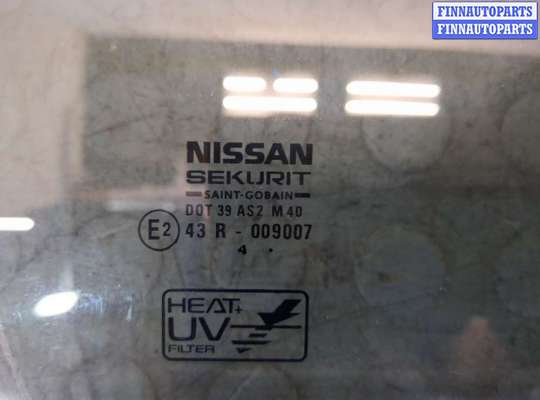 FINNAUTOPARTS
FINNAUTOPARTS
NISSAN
SEKURIT
SAINT-GOBAIN
DOT 39 AS2 M40
E2 43 R - 009007
4 .
HEAT+
UV
FILTER